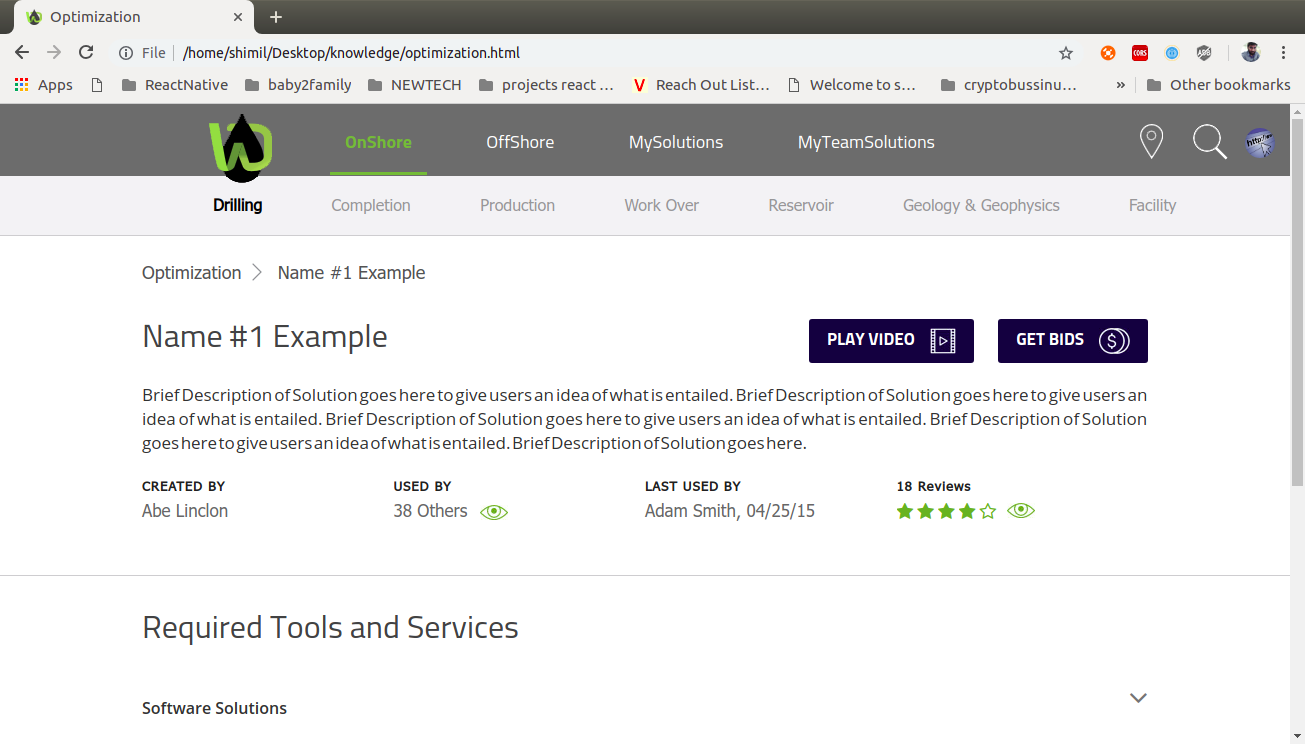 Optimization
File /home/shimil/Desktop/knowledge/optimization.html CORS
Apps ReactNative baby2family NEWTECH projects react ... Reach Out List... Welcome to s... cryptobussinu... » Other bookmarks
OnShore OffShore MySolutions MyTeamSolutions
Drilling Completion Production Work Over Reservoir Geology & Geophysics Facility
Optimization Name #1 Example
Name #1 Example PLAY VIDEO GET BIDS
Brief Description of Solution goes here to give users an idea of what is entailed. Brief Description of Solution goes here to give users an
idea of what is entailed. Brief Description of Solution goes here to give users an idea of what is entailed. Brief Description of Solution
goes here to give users an idea of what is entailed. Brief Description of Solution goes here.
CREATED BY USED BY LAST USED BY 18 Reviews
Abe Linclon 38 Others Adam Smith, 04/25/15
Required Tools and Services
Software Solutions